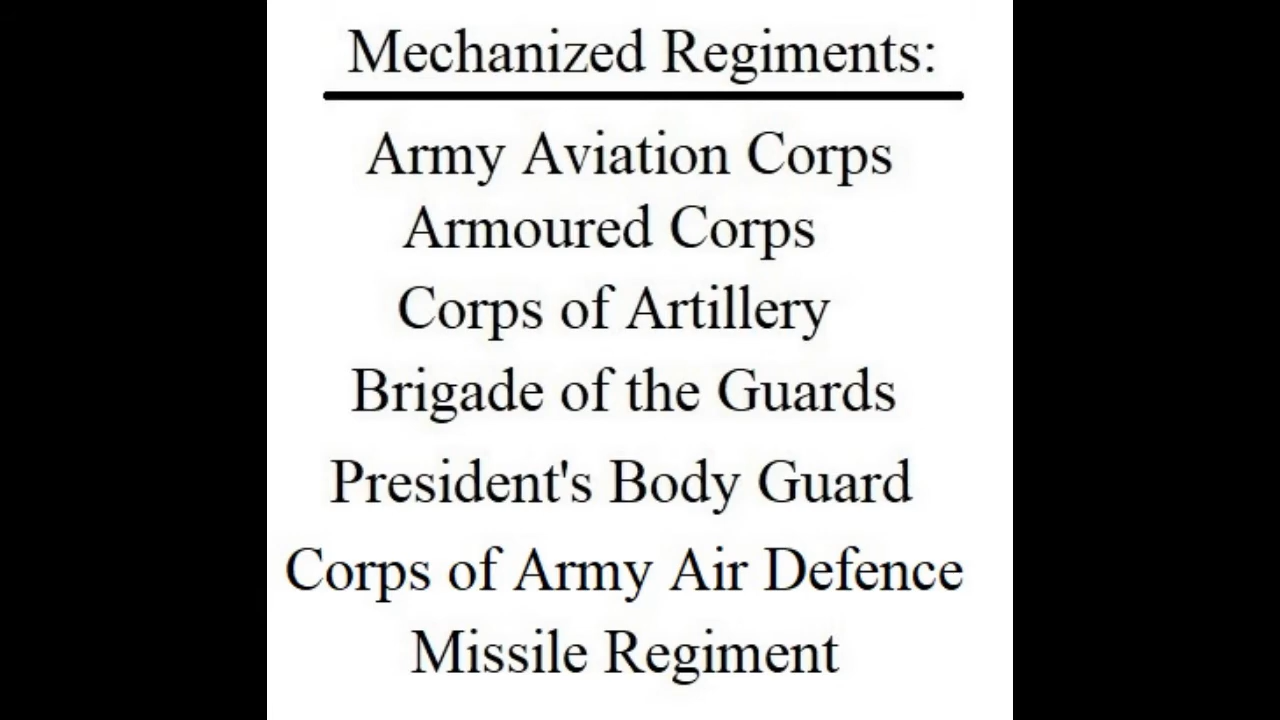 Mechanized Regiments:
Army Aviation Corps
Armoured Corps
Corps of Artillery
Brigade of the Guards
President's Body Guard
Corps of Army Air Defence
Missile Regiment